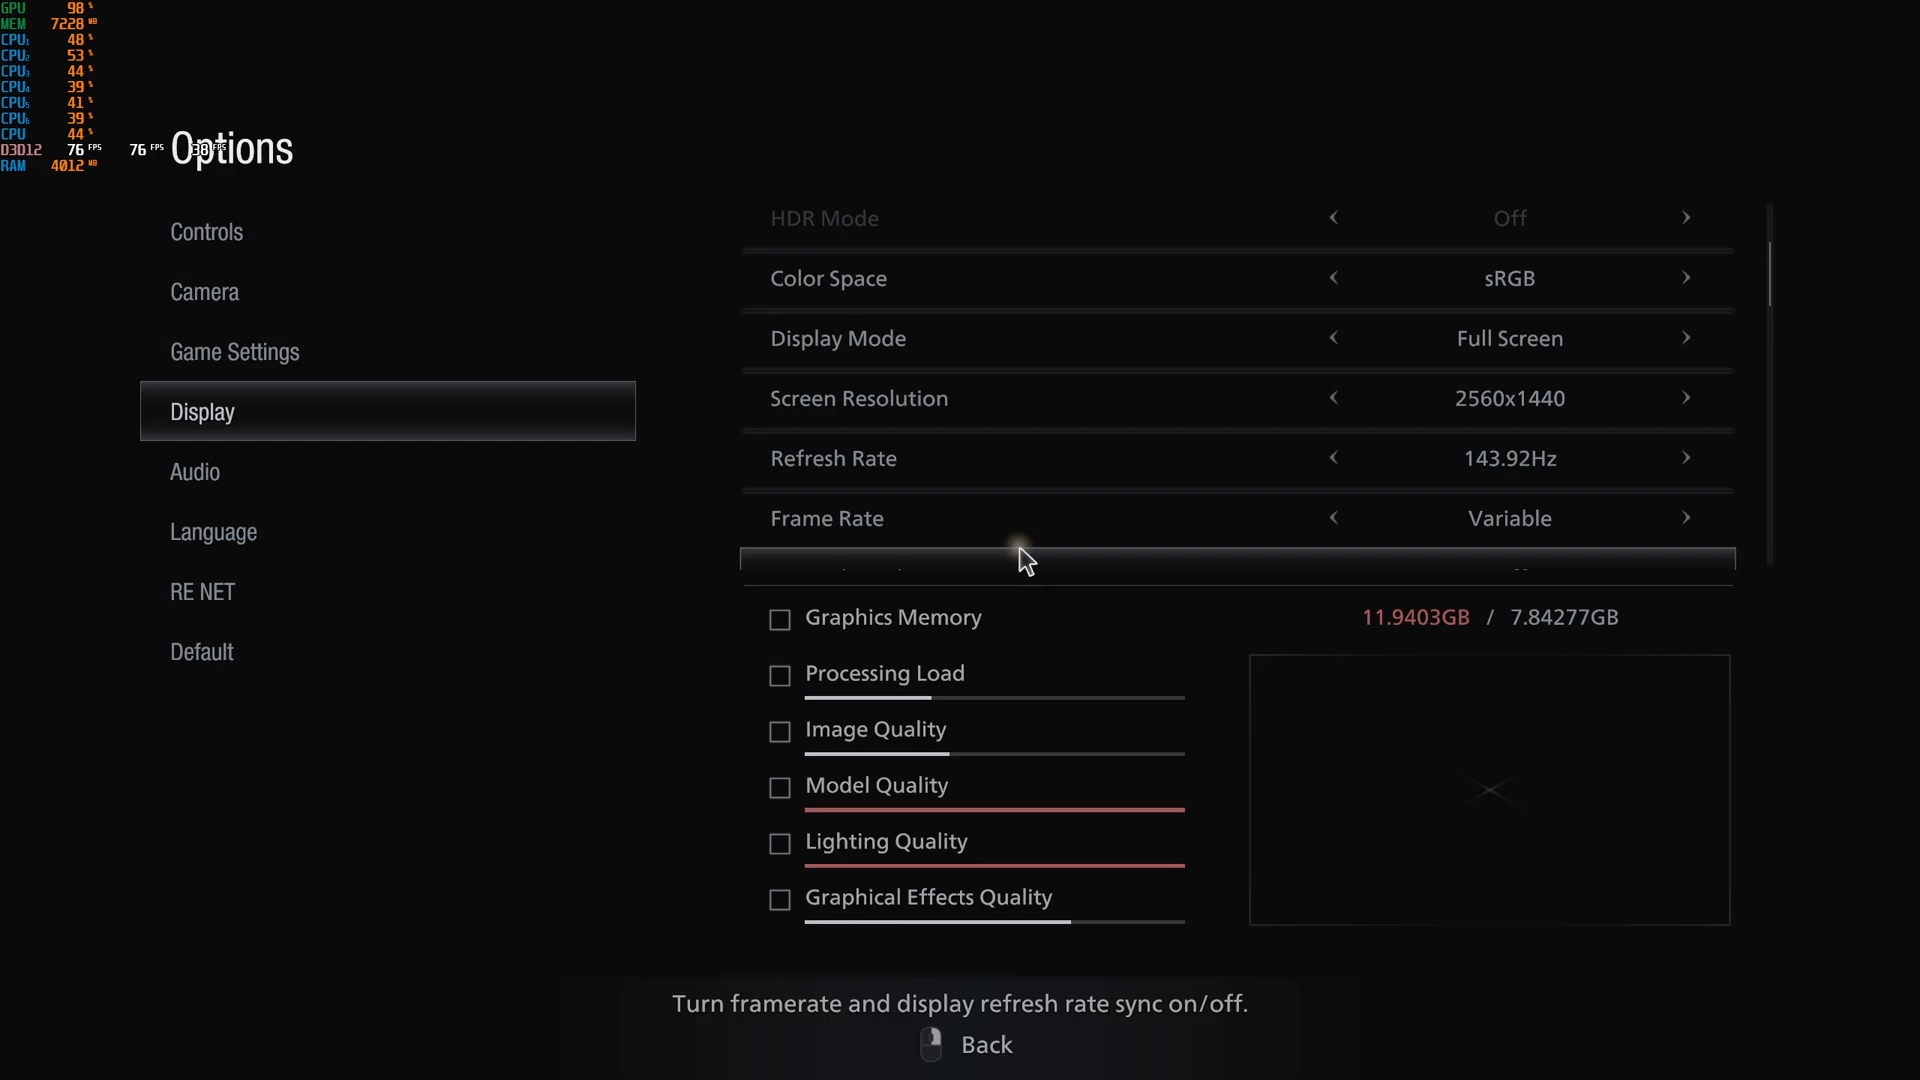 GPU 98 %
MEM 7228 MB
CPU1 48 %
CPU2 53 %
CPU3 44 %
CPU4 39 %
CPU5 41 %
CPU6 39 %
CPU 44 %
D3D12 76 FPS 76 FPS 38 FPS
RAM 4012 MB
Options
Controls
Camera
Game Settings
Display
Audio
Language
RE NET
Default
HDR Mode Off
Color Space sRGB
Display Mode Full Screen
Screen Resolution 2560x1440
Refresh Rate 143.92Hz
Frame Rate Variable
Graphics Memory 11.9403GB / 7.84277GB
Processing Load
Image Quality
Model Quality
Lighting Quality
Graphical Effects Quality
Turn framerate and display refresh rate sync on/off.
Back